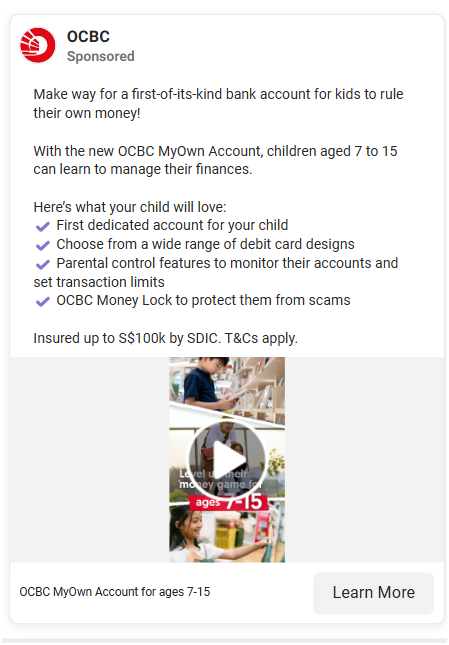 OCBC
Sponsored
Make way for a first-of-its-kind bank account for kids to rule
their own money!
With the new OCBC MyOwn Account, children aged 7 to 15
can learn to manage their finances.
Here's what your child will love:
✔ First dedicated account for your child
✔ Choose from a wide range of debit card designs
✔ Parental control features to monitor their accounts and
set transaction limits
✔ OCBC Money Lock to protect them from scams
Insured up to S$100k by SDIC. T&Cs apply.
Level up their
money game for
ages 7-15
OCBC MyOwn Account for ages 7-15
Learn More